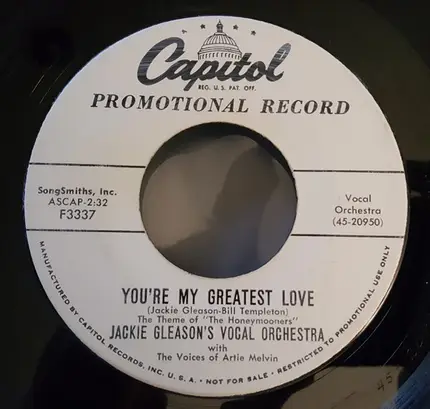 Capitol
REG. U.S. PAT. OFF.
PROMOTIONAL RECORD
SongSmiths, Inc.
ASCAP-2:32
F3337
Vocal
Orchestra
(45-20950)
YOU'RE MY GREATEST LOVE
(Jackie Gleason-Bill Templeton)
The Theme of "The Honeymooners"
JACKIE GLEASON'S VOCAL ORCHESTRA
with
The Voices of Artie Melvin
MANUFACTURED BY CAPITOL RECORDS, INC. U.S.A. • NOT FOR SALE • RESTRICTED TO PROMOTIONAL USE ONLY